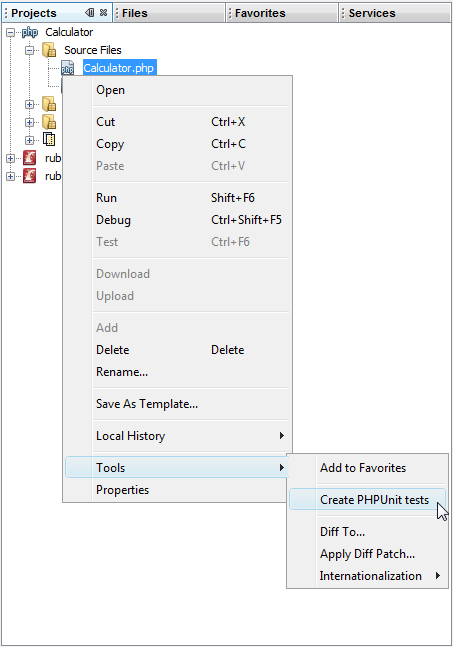 Projects Files Favorites Services
php Calculator
Source Files
php Calculator.php
Open
Cut Ctrl+X
Copy Ctrl+C
Paste Ctrl+V
rub
rub
Run Shift+F6
Debug Ctrl+Shift+F5
Test Ctrl+F6
Download
Upload
Add
Delete Delete
Rename...
Save As Template...
Local History
Tools
Properties
Add to Favorites
Create PHPUnit tests
Diff To...
Apply Diff Patch...
Internationalization